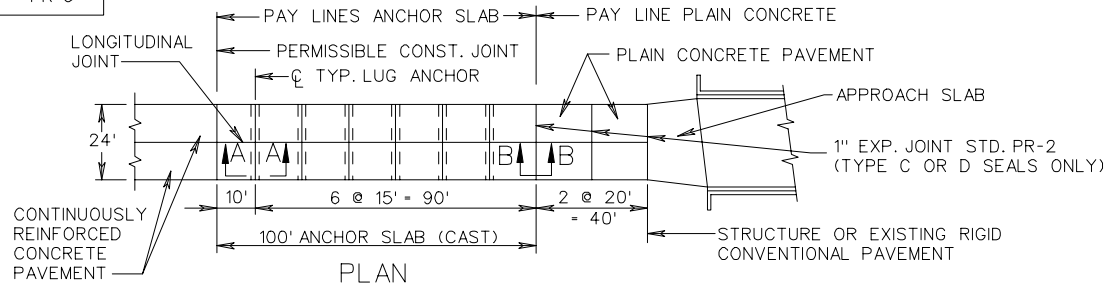 PAY LINES ANCHOR SLAB
PAY LINE PLAIN CONCRETE
LONGITUDINAL
JOINT
PERMISSIBLE CONST. JOINT
℄ TYP. LUG ANCHOR
PLAIN CONCRETE PAVEMENT
APPROACH SLAB
24'
A A
B B
1" EXP. JOINT STD. PR-2
(TYPE C OR D SEALS ONLY)
10'
6 @ 15' = 90'
2 @ 20'
= 40'
CONTINUOUSLY
REINFORCED
CONCRETE
PAVEMENT
100' ANCHOR SLAB (CAST)
STRUCTURE OR EXISTING RIGID
CONVENTIONAL PAVEMENT
PLAN